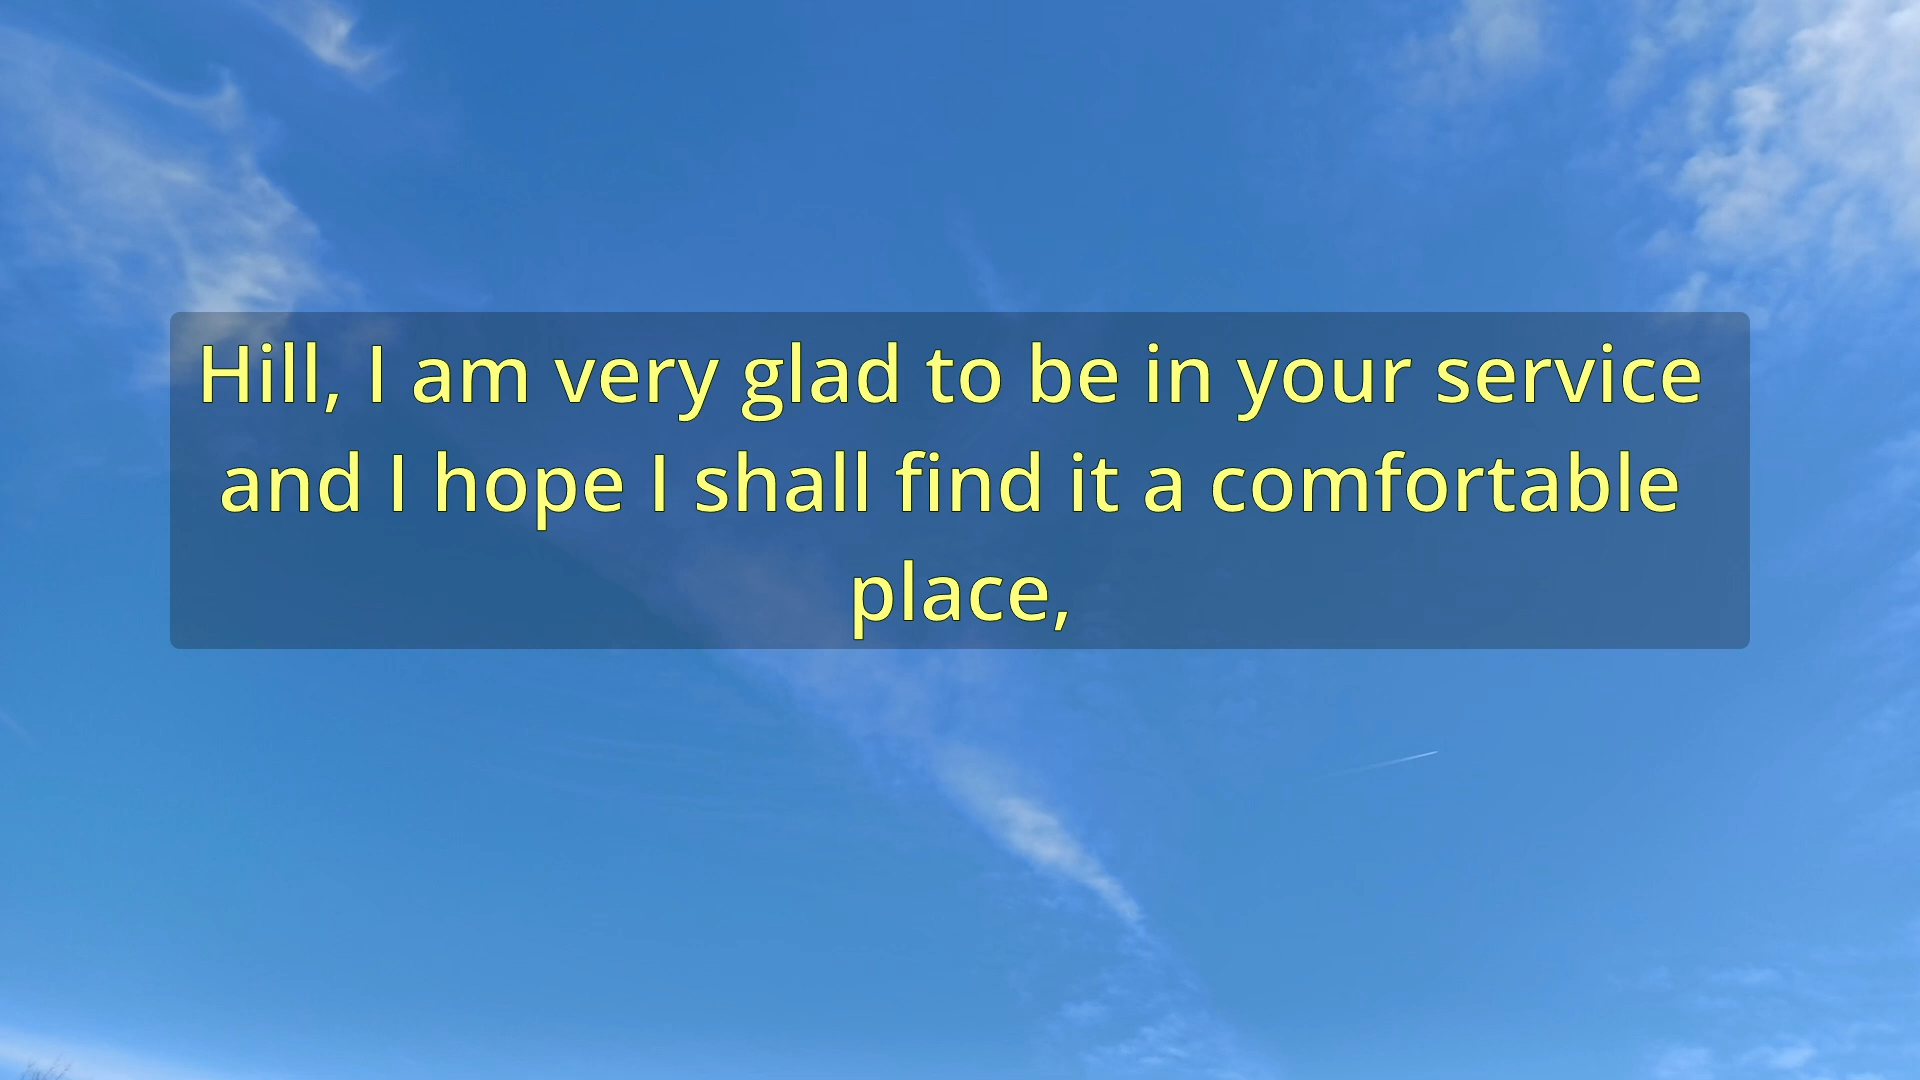 Hill, I am very glad to be in your service
and I hope I shall find it a comfortable
place,